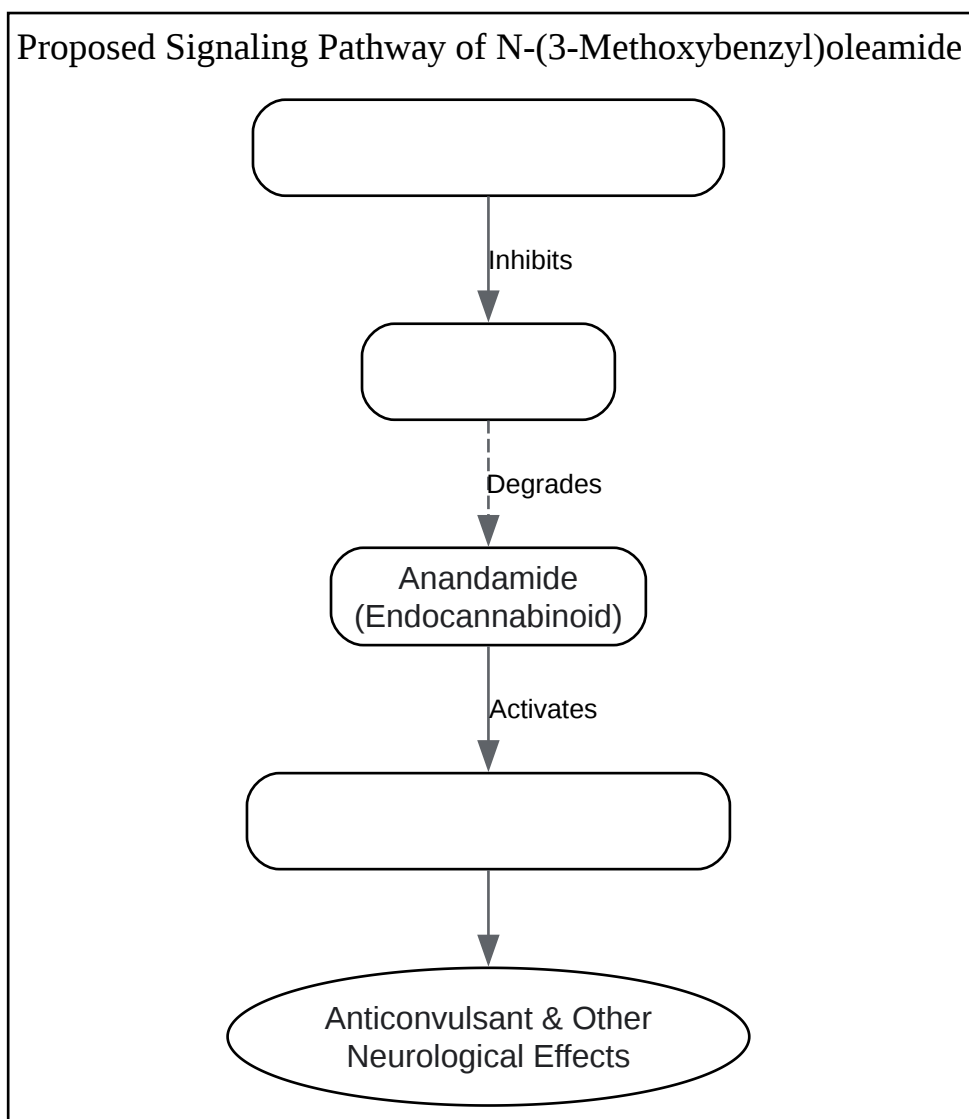 Proposed Signaling Pathway of N-(3-Methoxybenzyl)oleamide
Inhibits
Degrades
Anandamide
(Endocannabinoid)
Activates
Anticonvulsant & Other
Neurological Effects